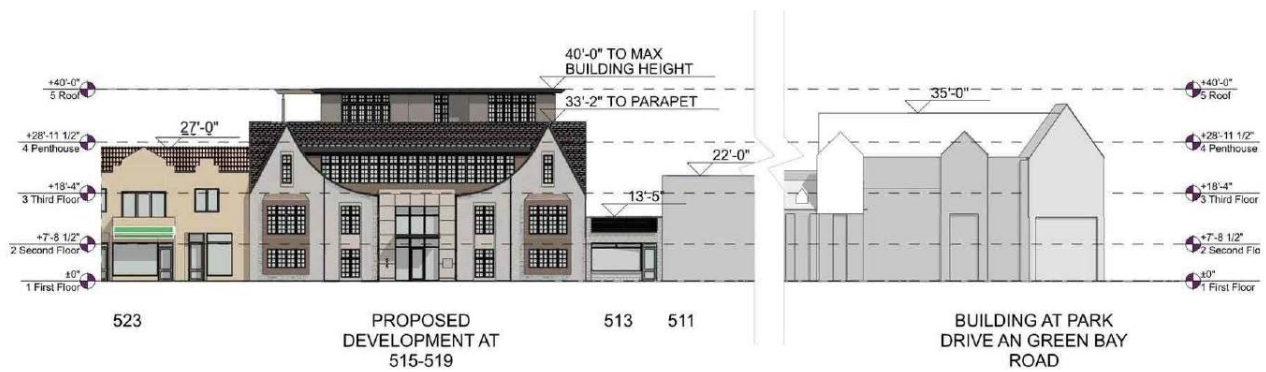 40'-0" TO MAX
BUILDING HEIGHT
33'-2" TO PARAPET
+40'-0"
5 Roof
+28'-11 1/2"
4 Penthouse
+18'-4"
3 Third Floor
+7'-8 1/2"
2 Second Floor
±0"
1 First Floor
27'-0"
13'-5"
22'-0"
35'-0"
+40'-0"
5 Roof
+28'-11 1/2"
4 Penthouse
+18'-4"
3 Third Floor
+7'-8 1/2"
2 Second Flo
±0"
1 First Floor
523
PROPOSED
DEVELOPMENT AT
515-519
513
511
BUILDING AT PARK
DRIVE AN GREEN BAY
ROAD